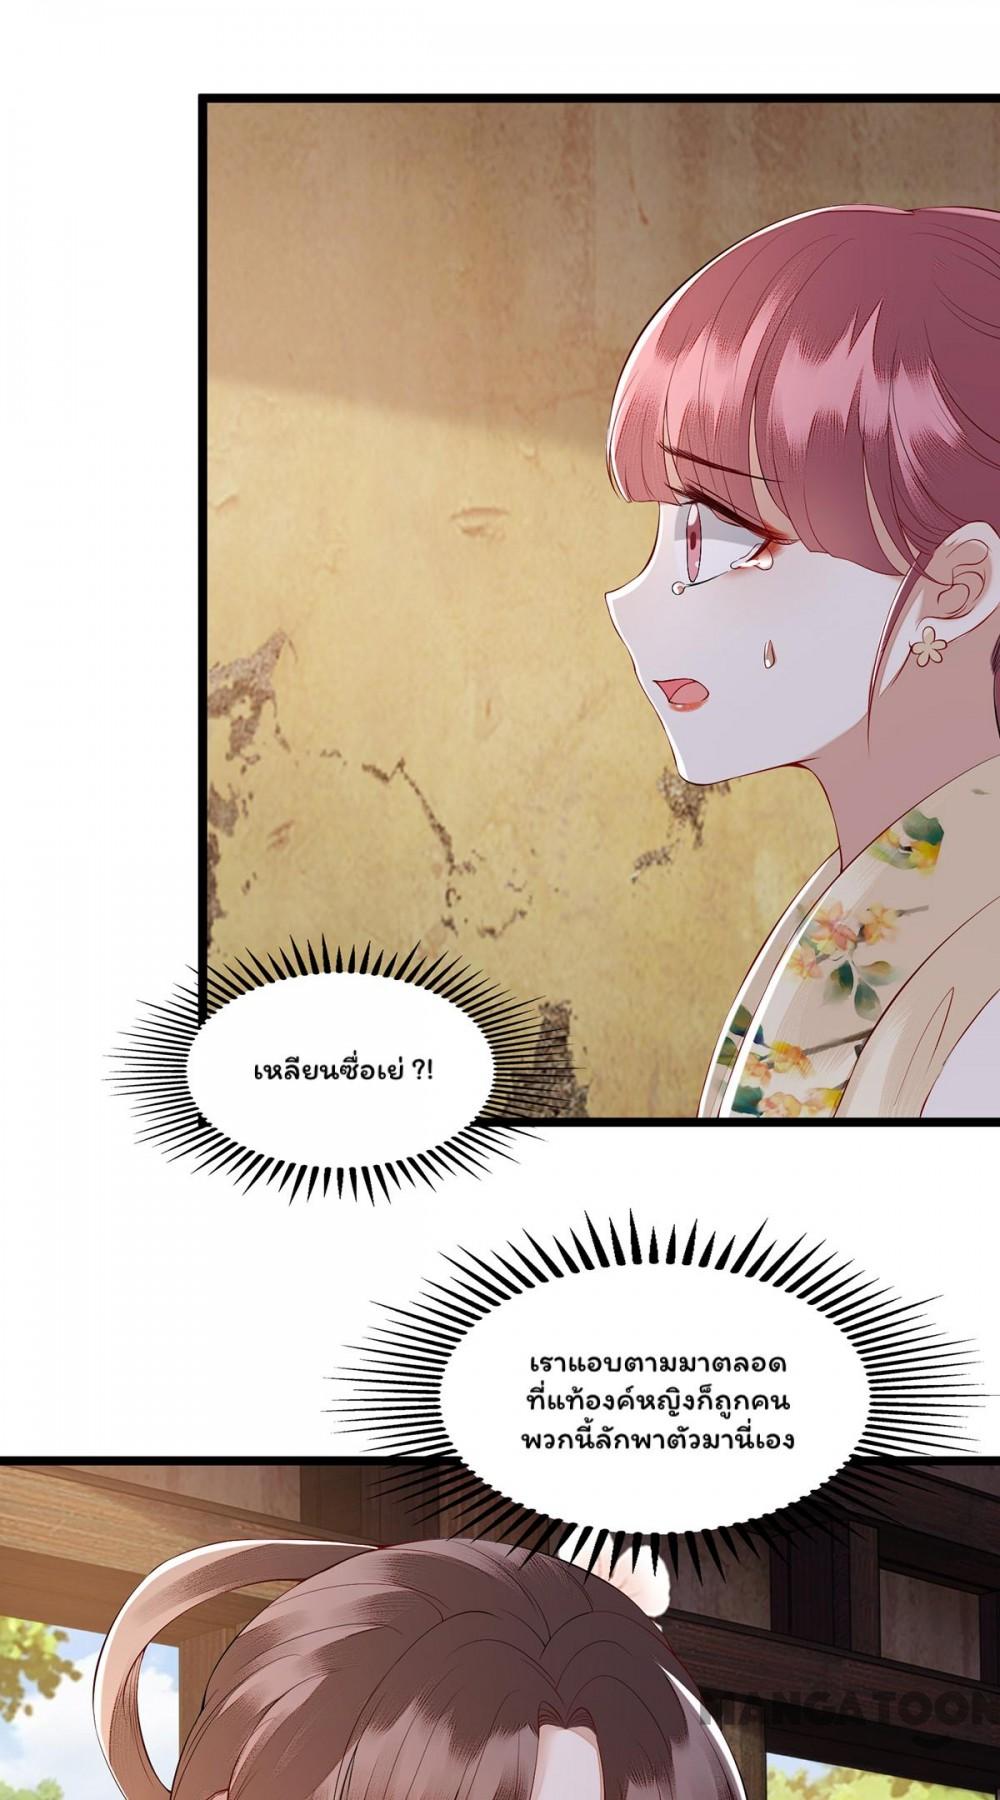 เหลียนซื่อเย่ ?!
เราแอบตามมาตลอด
ที่แท้องค์หญิงก็ถูกคน
พวกนี้ลักพาตัวมานี่เอง
MANGATOON